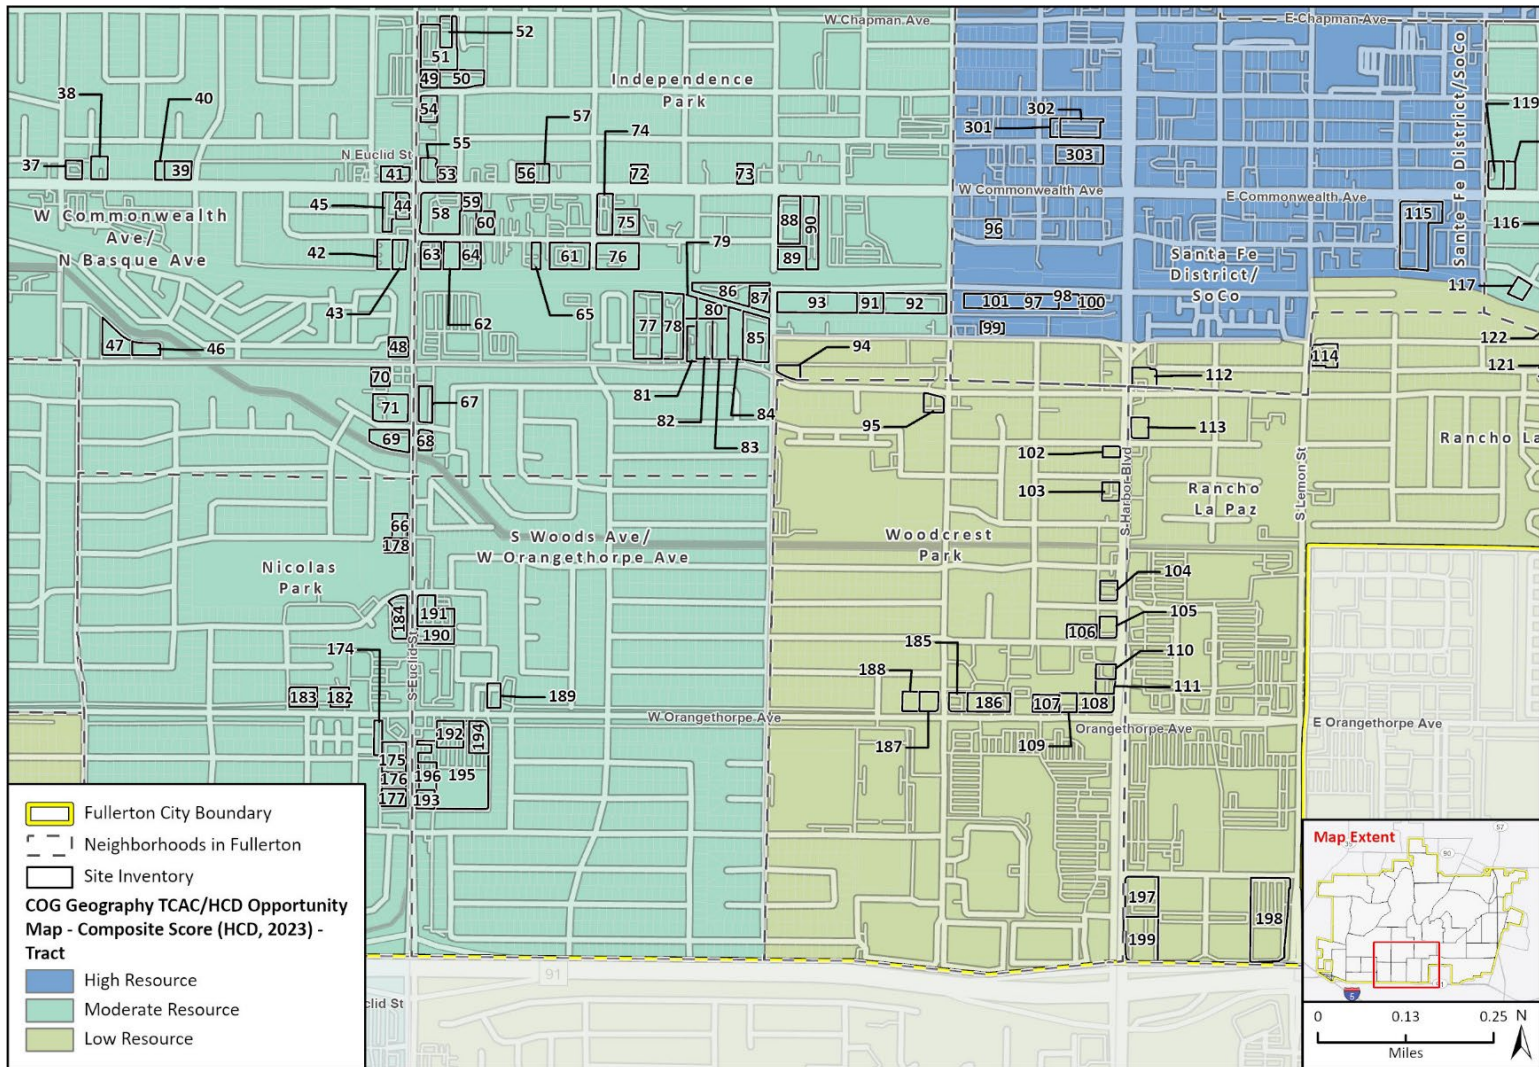 W Chapman Ave
E Chapman Ave
52
51
Independence
Park
49
50
38
40
54
57
74
302
301
303
119
Sante Fe District/SoCo
37
39
N Euclid St
55
41
53
56
72
73
W Commonwealth Ave
E Commonwealth Ave
W Commonwealth
Ave/
N Basque Ave
45
44
58
59
60
75
88
90
96
115
116
42
63
64
61
76
79
89
Santa Fe
District/
SoCo
117
43
62
65
86
87
93
91
92
101
97
98
100
77
78
80
85
99
122
47
46
48
94
114
121
70
112
71
67
81
82
84
95
69
68
83
113
Rancho La
102
S Harbor Blvd
103
Rancho
La Paz
S Lemon St
66
178
S Woods Ave/
W Orangethorpe Ave
Woodcrest
Park
Nicolas
Park
104
184
191
105
190
106
S Euclid St
174
185
110
188
111
183
182
189
186
107
108
W Orangethorpe Ave
Orangethorpe Ave
E Orangethorpe Ave
187
109
192
194
175
176
196
195
177
193
197
198
199
91
clid St
Fullerton City Boundary
Neighborhoods in Fullerton
Site Inventory
COG Geography TCAC/HCD Opportunity
Map - Composite Score (HCD, 2023) -
Tract
High Resource
Moderate Resource
Low Resource
Map Extent
57
90
5
0
0.13
0.25
N
Miles